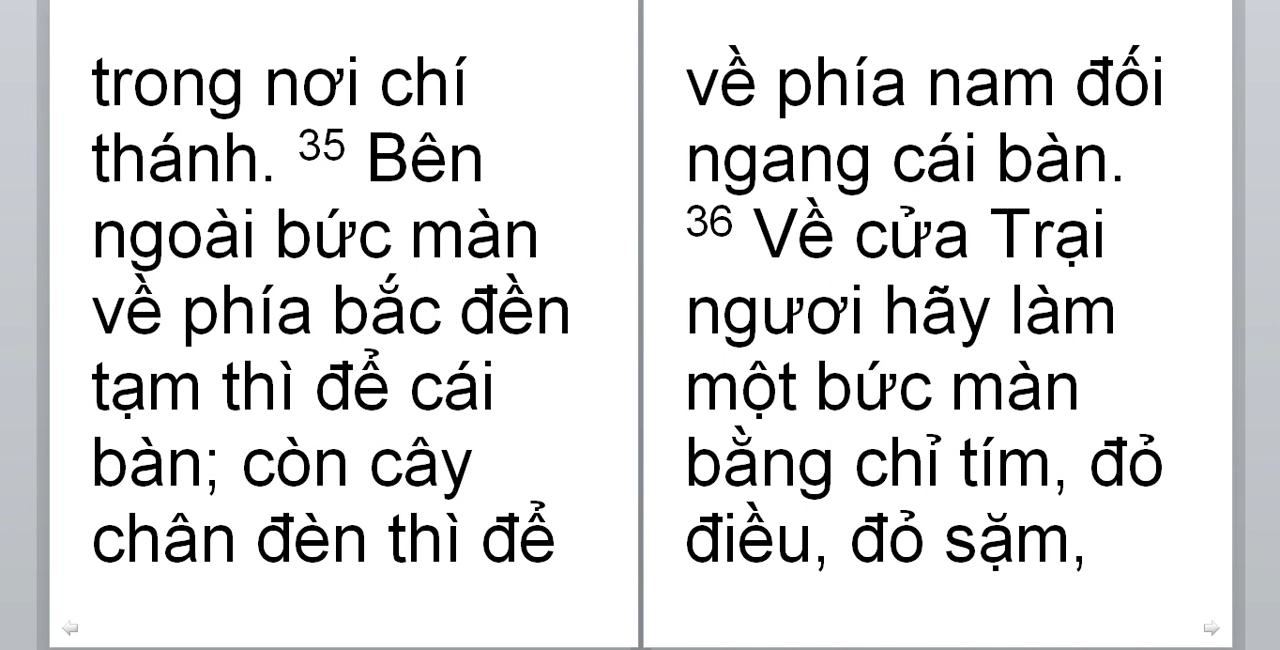 trong nơi chí
thánh. 35 Bên
ngoài bức màn
về phía bắc đền
tạm thì để cái
bàn; còn cây
chân đèn thì để
về phía nam đối
ngang cái bàn.
36 Về cửa Trại
ngươi hãy làm
một bức màn
bằng chỉ tím, đỏ
điều, đỏ sặm,